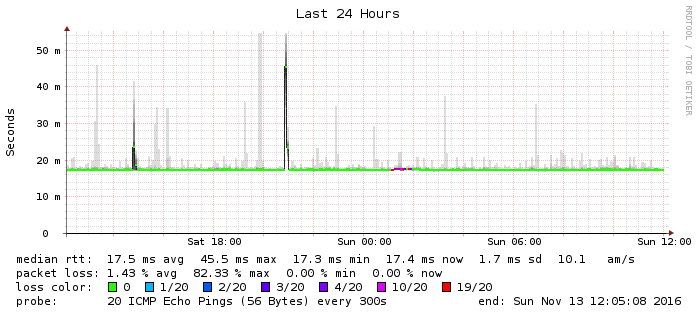 Last 24 Hours
RRDTOOL / TOBI OETIKER
Seconds
50 m
40 m
30 m
20 m
10 m
0
Sat 18:00 Sun 00:00 Sun 06:00 Sun 12:00
median rtt: 17.5 ms avg 45.5 ms max 17.3 ms min 17.4 ms now 1.7 ms sd 10.1 am/s
packet loss: 1.43 % avg 82.33 % max 0.00 % min 0.00 % now
loss color: 0 1/20 2/20 3/20 4/20 10/20 19/20
probe: 20 ICMP Echo Pings (56 Bytes) every 300s end: Sun Nov 13 12:05:08 2016